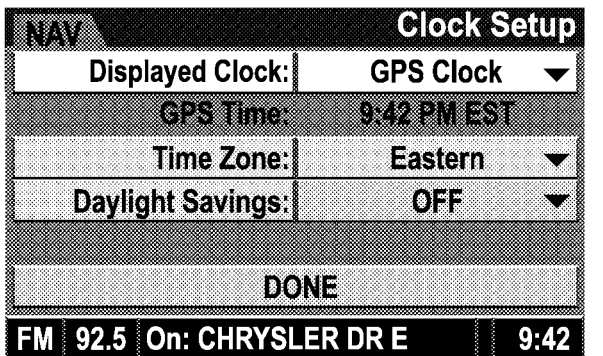 NAV Clock Setup
Displayed Clock: GPS Clock
GPS Time: 9:42 PM EST
Time Zone: Eastern
Daylight Savings: OFF
DONE
FM 92.5 On: CHRYSLER DR E 9:42